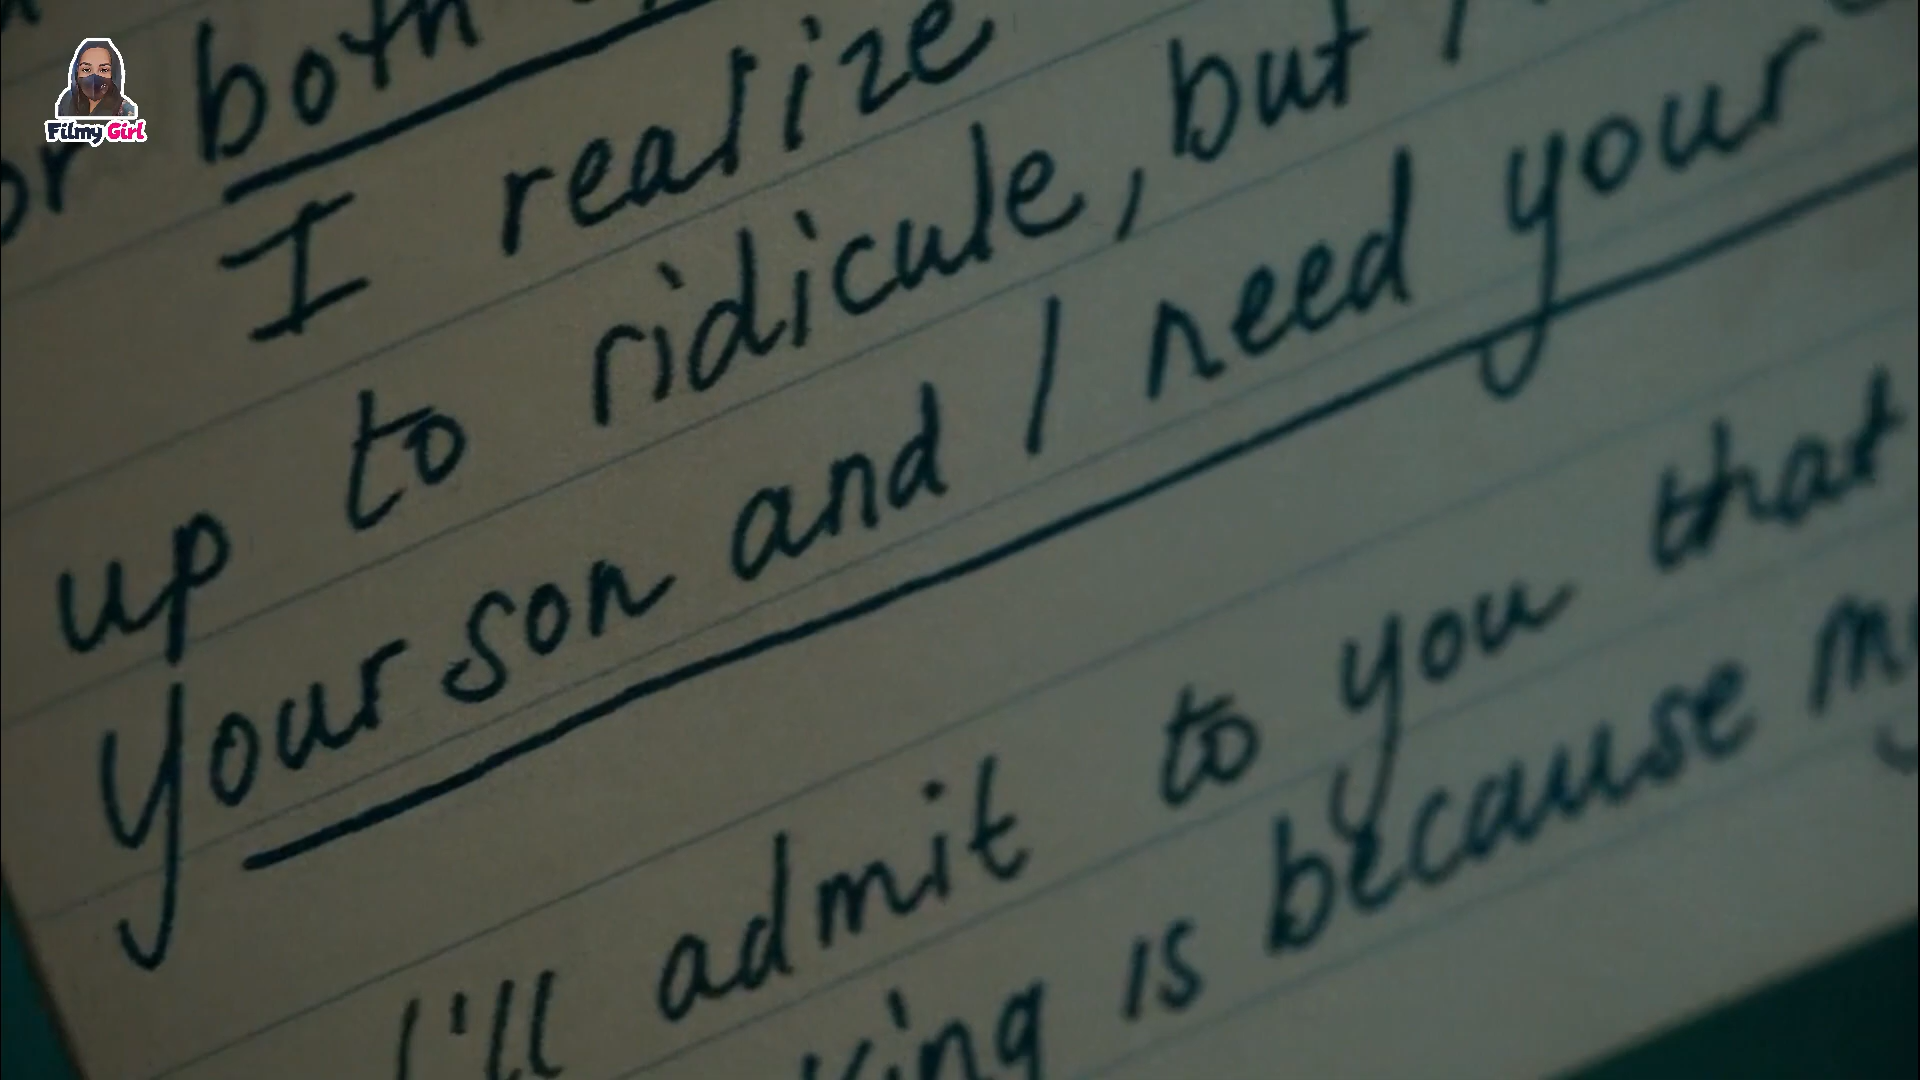 Filmy Girl
or both
I realize
up to ridicule, but I
your son and I need your
I'll admit to you that
is because